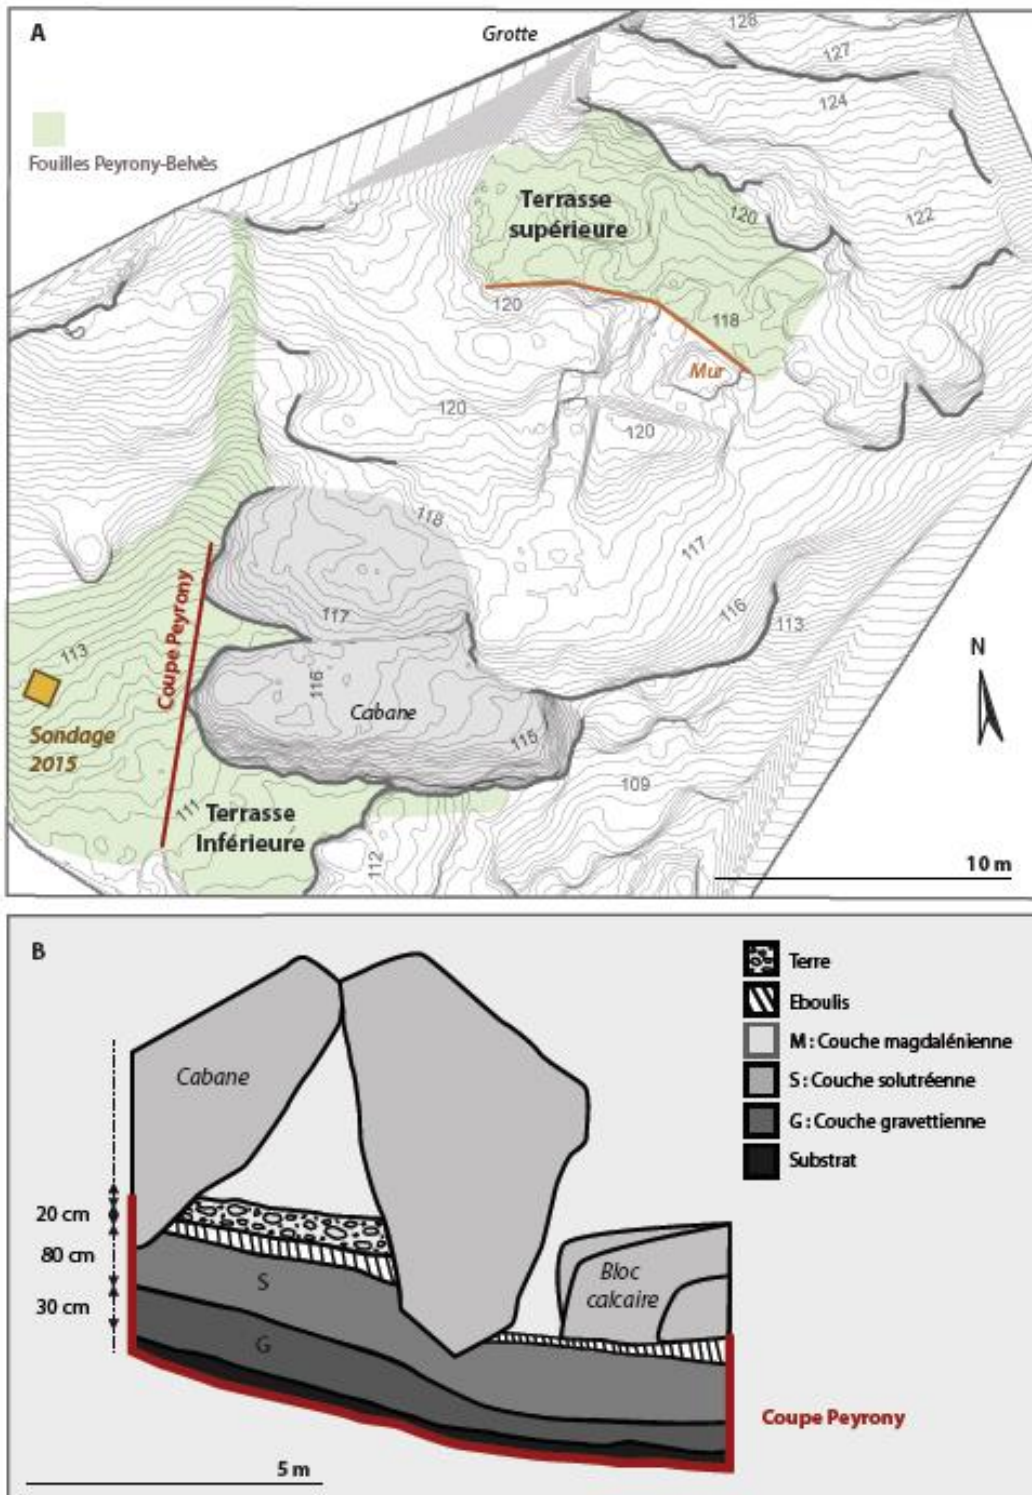 A
Grotte
128
127
124
Fouilles Peyrony-Belvès
Terrasse
supérieure
120
122
120
118
Mur
120
120
118
117
117
116
113
Coupe Peyrony
113
116
Cabane
115
N
Sondage
2015
109
111
Terrasse
Inférieure
112
10 m
B
Terre
Eboulis
M : Couche magdalénienne
S : Couche solutréenne
G : Couche gravettienne
Substrat
Cabane
20 cm
80 cm
30 cm
S
G
Bloc
calcaire
Coupe Peyrony
5 m